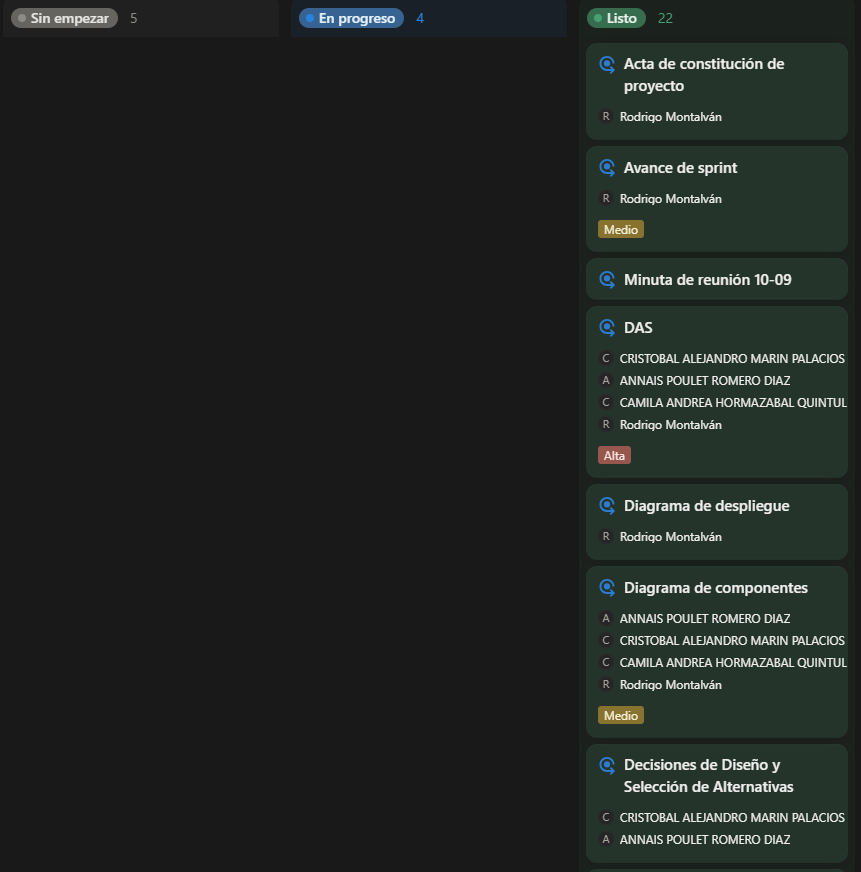 Sin empezar 5
En progreso 4
Listo 22
Acta de constitución de
proyecto
R Rodrigo Montalván
Avance de sprint
R Rodrigo Montalván
Medio
Minuta de reunión 10-09
DAS
C CRISTOBAL ALEJANDRO MARIN PALACIOS
A ANNAIS POULET ROMERO DIAZ
C CAMILA ANDREA HORMAZABAL QUINTUL
R Rodrigo Montalván
Alta
Diagrama de despliegue
R Rodrigo Montalván
Diagrama de componentes
A ANNAIS POULET ROMERO DIAZ
C CRISTOBAL ALEJANDRO MARIN PALACIOS
C CAMILA ANDREA HORMAZABAL QUINTUL
R Rodrigo Montalván
Medio
Decisiones de Diseño y
Selección de Alternativas
C CRISTOBAL ALEJANDRO MARIN PALACIOS
A ANNAIS POULET ROMERO DIAZ